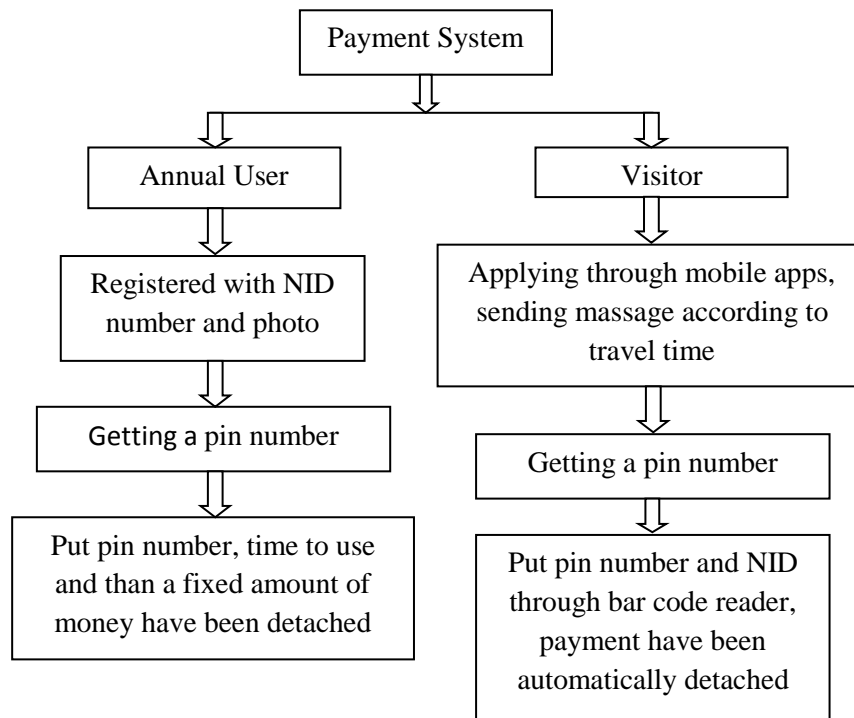 Payment System
Annual User
Visitor
Registered with NID
number and photo
Applying through mobile apps,
sending massage according to
travel time
Getting a pin number
Getting a pin number
Put pin number, time to use
and than a fixed amount of
money have been detached
Put pin number and NID
through bar code reader,
payment have been
automatically detached